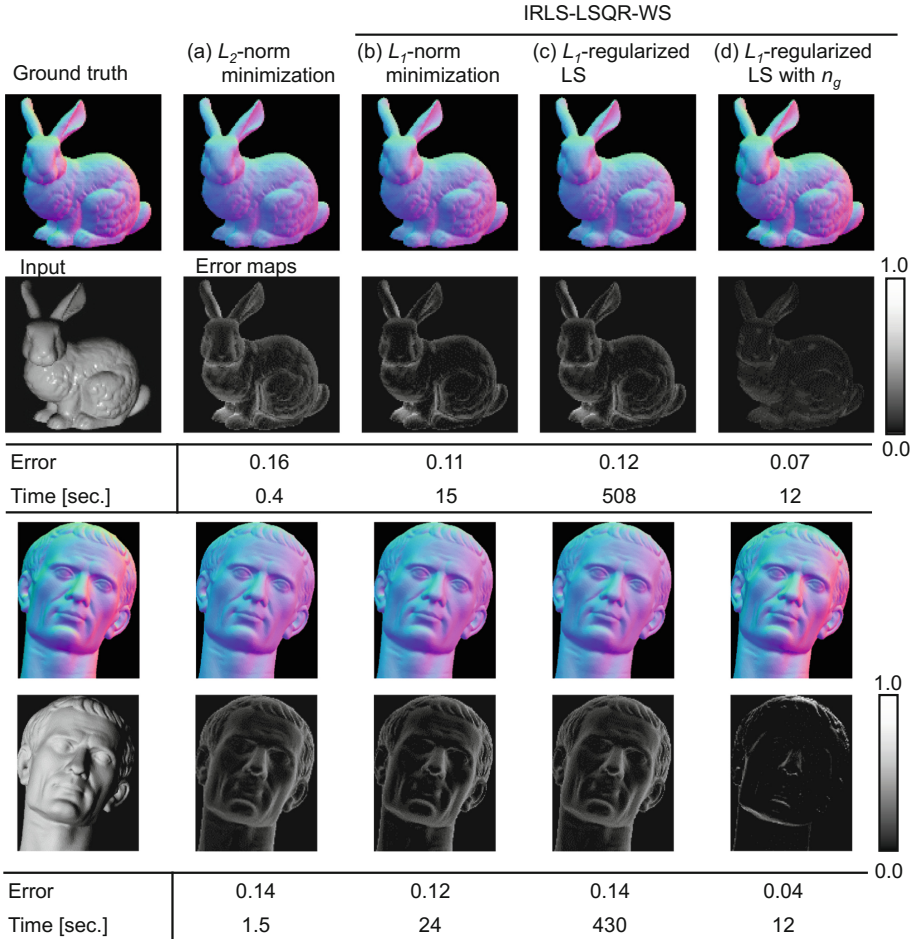 IRLS-LSQR-WS
Ground truth
(a) L2-norm minimization
(b) L1-norm minimization
(c) L1-regularized LS
(d) L1-regularized LS with ng
Input
Error maps
1.0
0.0
Error 0.16 0.11 0.12 0.07
Time [sec.] 0.4 15 508 12
1.0
0.0
Error 0.14 0.12 0.14 0.04
Time [sec.] 1.5 24 430 12